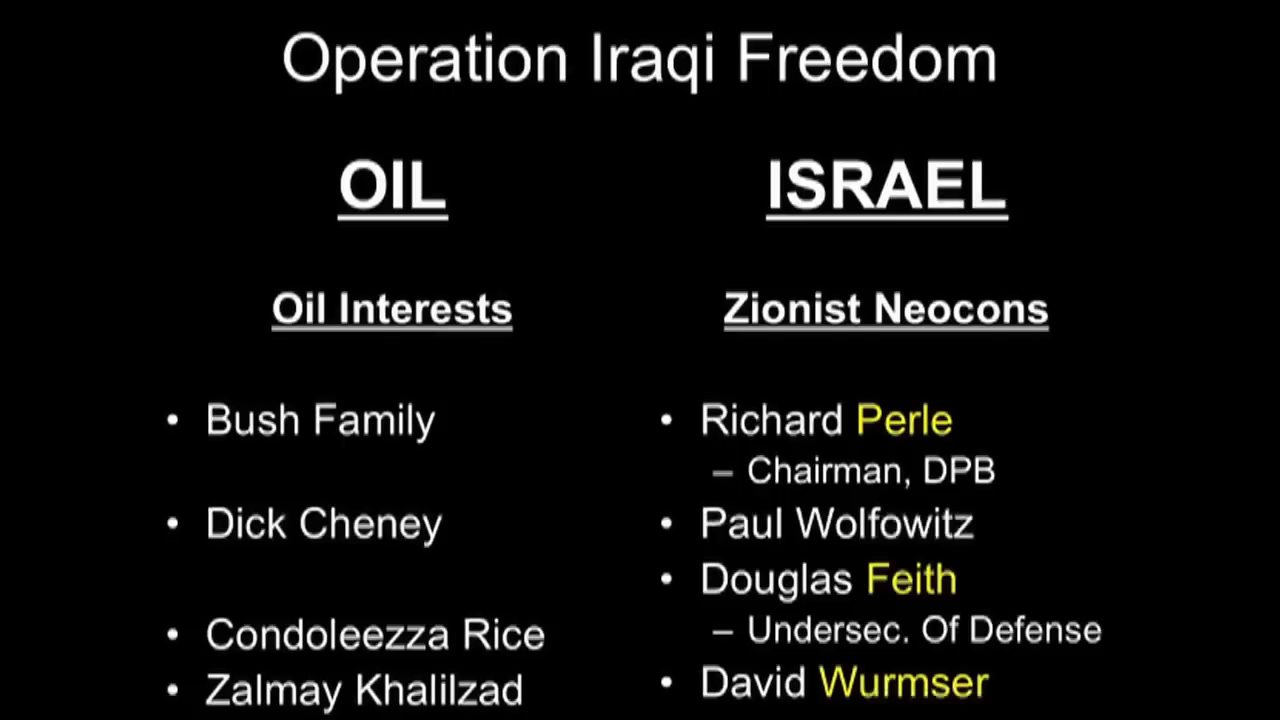 Operation Iraqi Freedom
OIL
Oil Interests
• Bush Family
• Dick Cheney
• Condoleezza Rice
• Zalmay Khalilzad
ISRAEL
Zionist Neocons
• Richard Perle
– Chairman, DPB
• Paul Wolfowitz
• Douglas Feith
– Undersec. Of Defense
• David Wurmser